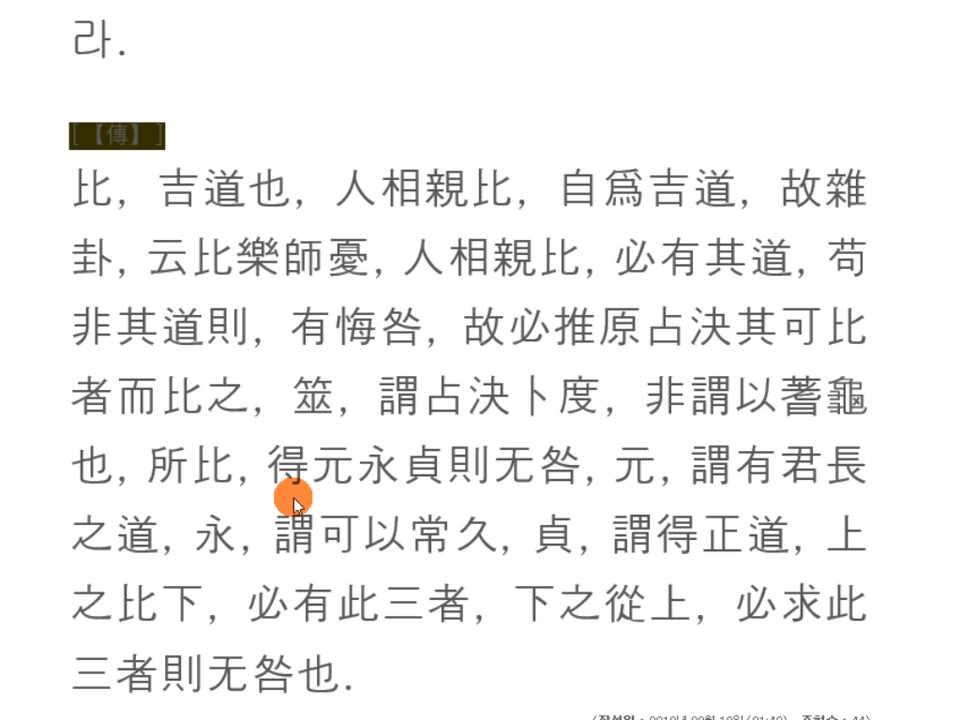 라.
[【傳】]
比, 吉道也, 人相親比, 自爲吉道, 故雜
卦, 云比樂師憂, 人相親比, 必有其道, 苟
非其道則, 有悔咎, 故必推原占決其可比
者而比之, 筮, 謂占決卜度, 非謂以蓍龜
也, 所比, 得元永貞則无咎, 元, 謂有君長
之道, 永, 謂可以常久, 貞, 謂得正道, 上
之比下, 必有此三者, 下之從上, 必求此
三者則无咎也.